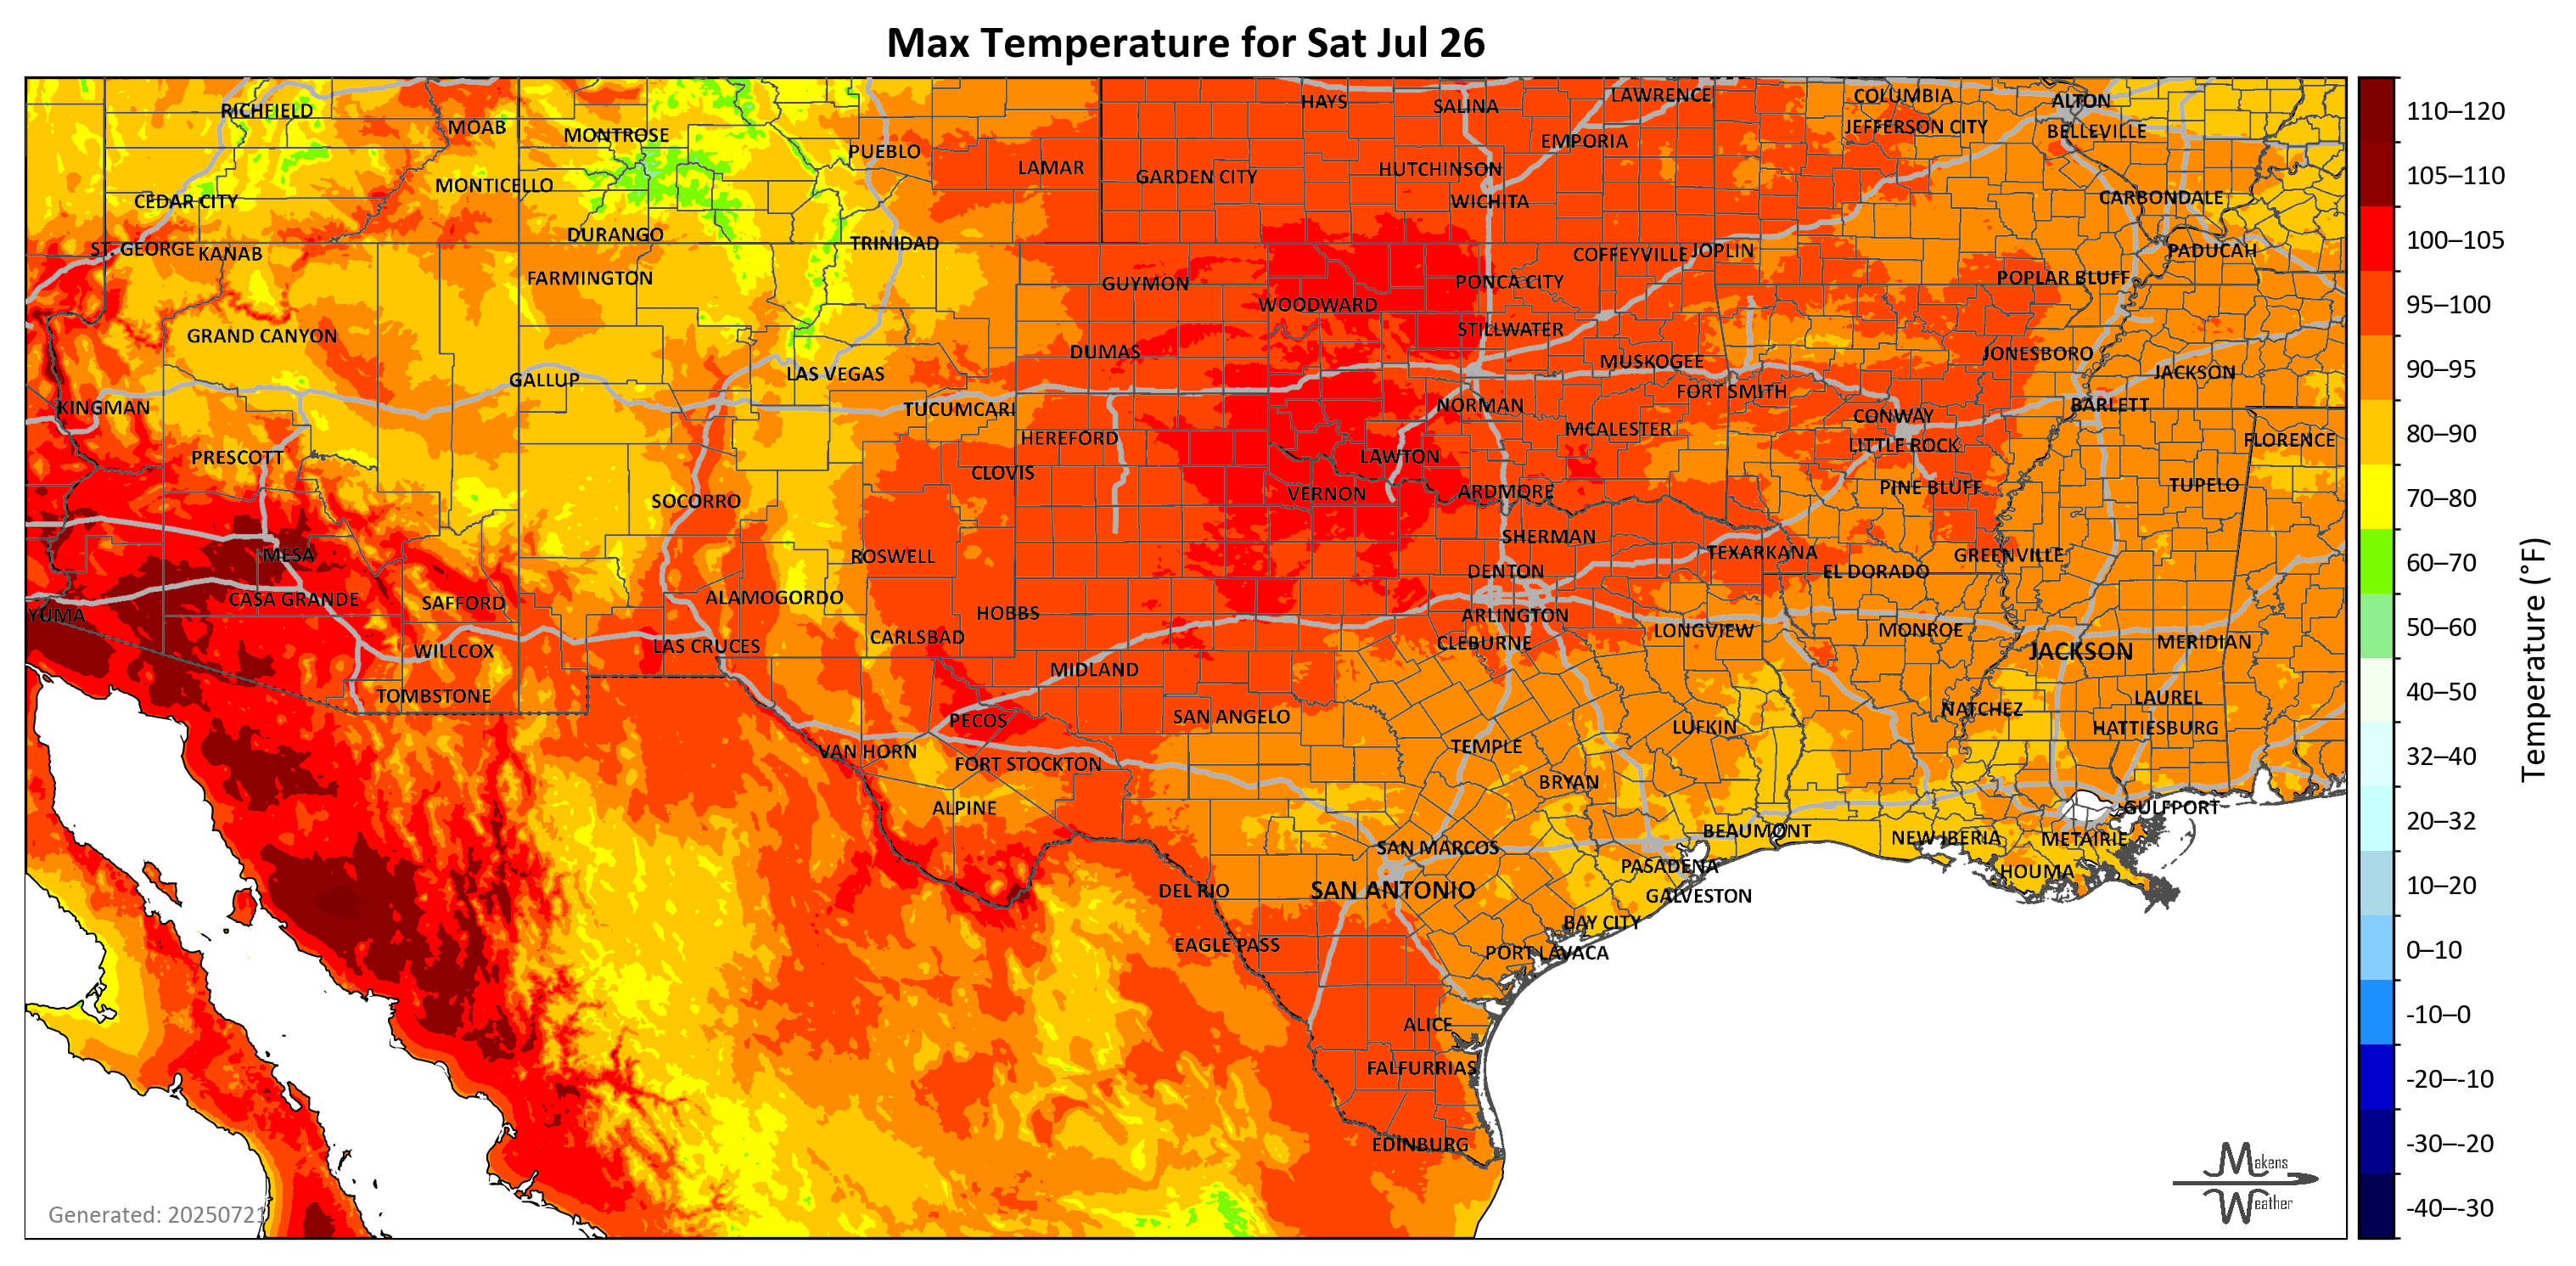 Max Temperature for Sat Jul 26
RICHFIELD
MOAB
MONTROSE
PUEBLO
LAMAR
HAYS
SALINA
LAWRENCE
COLUMBIA
ALTON
JEFFERSON CITY
BELLEVILLE
EMPORIA
GARDEN CITY
HUTCHINSON
MONTICELLO
CEDAR CITY
WICHITA
CARBONDALE
DURANGO
TRINIDAD
ST. GEORGE
KANAB
COFFEYVILLE
JOPLIN
PADUCAH
FARMINGTON
GUYMON
PONCA CITY
POPLAR BLUFF
WOODWARD
GRAND CANYON
STILLWATER
DUMAS
MUSKOGEE
JONESBORO
GALLUP
LAS VEGAS
JACKSON
FORT SMITH
KINGMAN
TUCUMCARI
NORMAN
CONWAY
BARLETT
HEREFORD
MCALESTER
LITTLE ROCK
FLORENCE
PRESCOTT
CLOVIS
LAWTON
SOCORRO
VERNON
ARDMORE
PINE BLUFF
TUPELO
MESA
ROSWELL
SHERMAN
TEXARKANA
GREENVILLE
DENTON
EL DORADO
CASA GRANDE
SAFFORD
ALAMOGORDO
YUMA
HOBBS
ARLINGTON
CARLSBAD
CLEBURNE
LONGVIEW
MONROE
WILLCOX
LAS CRUCES
JACKSON
MERIDIAN
MIDLAND
TOMBSTONE
PECOS
SAN ANGELO
LUFKIN
NATCHEZ
LAUREL
HATTIESBURG
VAN HORN
FORT STOCKTON
TEMPLE
BRYAN
ALPINE
GULFPORT
BEAUMONT
NEW IBERIA
METAIRIE
SAN MARCOS
PASADENA
HOUMA
DEL RIO
SAN ANTONIO
GALVESTON
BAY CITY
EAGLE PASS
PORT LAVACA
ALICE
FALFURRIAS
EDINBURG
Generated: 20250721
Makens
Weather
110–120
105–110
100–105
95–100
90–95
80–90
70–80
60–70
50–60
40–50
32–40
20–32
10–20
0–10
-10–0
-20–-10
-30–-20
-40–-30
Temperature (°F)